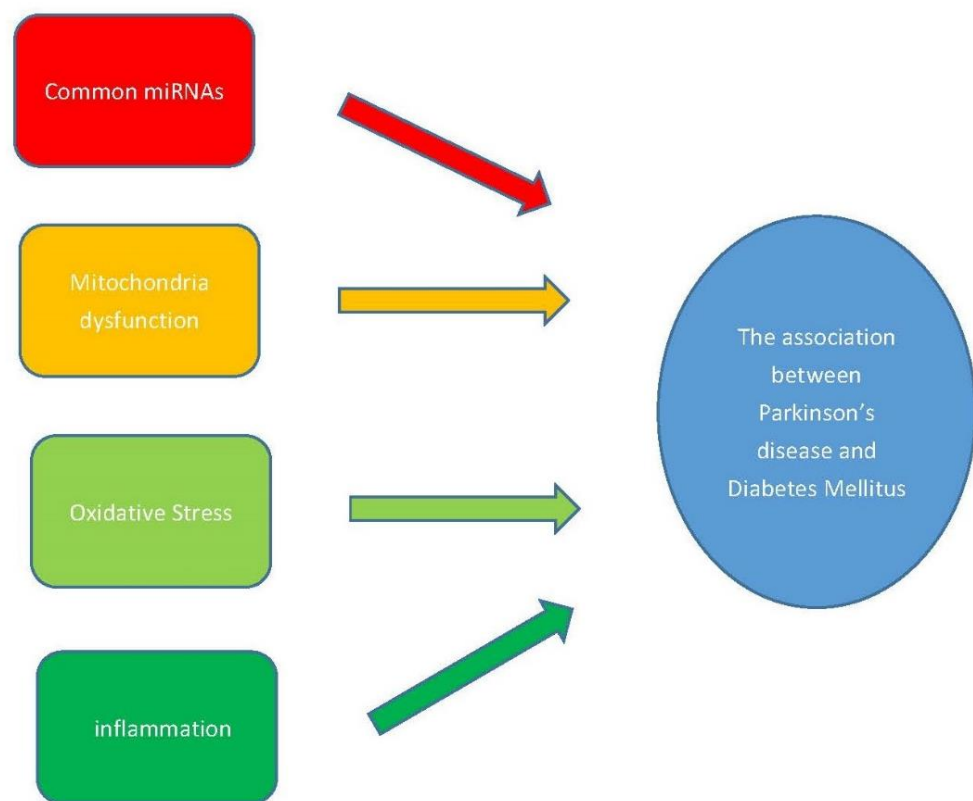 Common miRNAs
Mitochondria
dysfunction
Oxidative Stress
inflammation
The association
between
Parkinson’s
disease and
Diabetes Mellitus